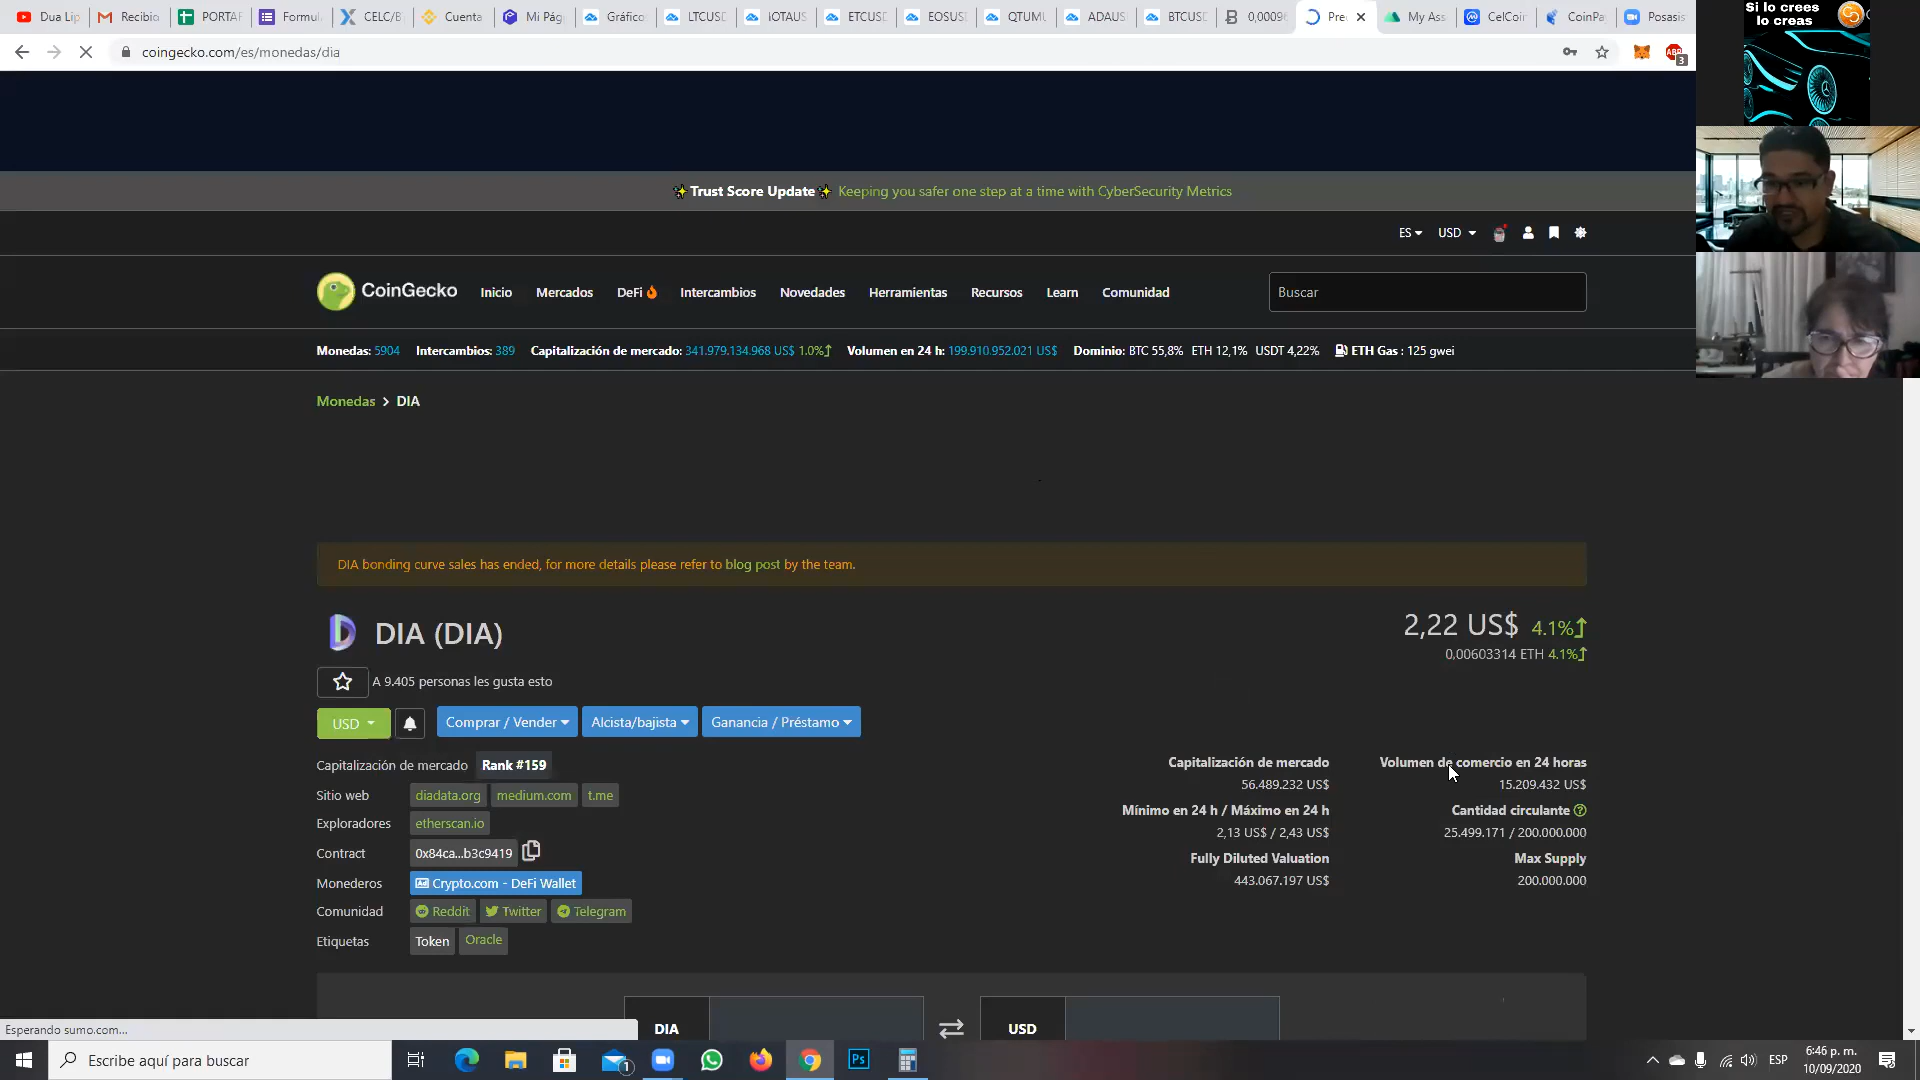 Dua Lip
Recibio
PORTAF
Formula
CELC/B
Cuenta
Mi Pág
Gráfico
LTCUSD
IOTAUS
ETCUSD
EOSUSD
QTUMU
ADAUS
BTCUSD
0,00096
Pre
My Ass
CelCoin
CoinPa
Posasis
coingecko.com/es/monedas/dia
ABP
3
Si lo crees
lo creas
✨Trust Score Update✨ Keeping you safer one step at a time with CyberSecurity Metrics
ES
USD
CoinGecko
Inicio
Mercados
DeFi
Intercambios
Novedades
Herramientas
Recursos
Learn
Comunidad
Buscar
Monedas: 5904
Intercambios: 389
Capitalización de mercado: 341.979.134.968 US$ 1.0%
Volumen en 24 h: 199.910.952.021 US$
Dominio: BTC 55,8% ETH 12,1% USDT 4,22%
ETH Gas : 125 gwei
Monedas > DIA
DIA bonding curve sales has ended, for more details please refer to blog post by the team.
DIA (DIA)
2,22 US$ 4.1%
0,00603314 ETH 4.1%
A 9.405 personas les gusta esto
USD
Comprar / Vender
Alcista/bajista
Ganancia / Préstamo
Capitalización de mercado Rank #159
Sitio web diadata.org medium.com t.me
Exploradores etherscan.io
Contract 0x84ca...b3c9419
Monederos Crypto.com - DeFi Wallet
Comunidad Reddit Twitter Telegram
Etiquetas Token Oracle
Capitalización de mercado
56.489.232 US$
Volumen de comercio en 24 horas
15.209.432 US$
Mínimo en 24 h / Máximo en 24 h
2,13 US$ / 2,43 US$
Cantidad circulante
25.499.171 / 200.000.000
Fully Diluted Valuation
443.067.197 US$
Max Supply
200.000.000
DIA
USD
Esperando sumo.com...
Escribe aquí para buscar
1
Ps
ESP
6:46 p. m.
10/09/2020